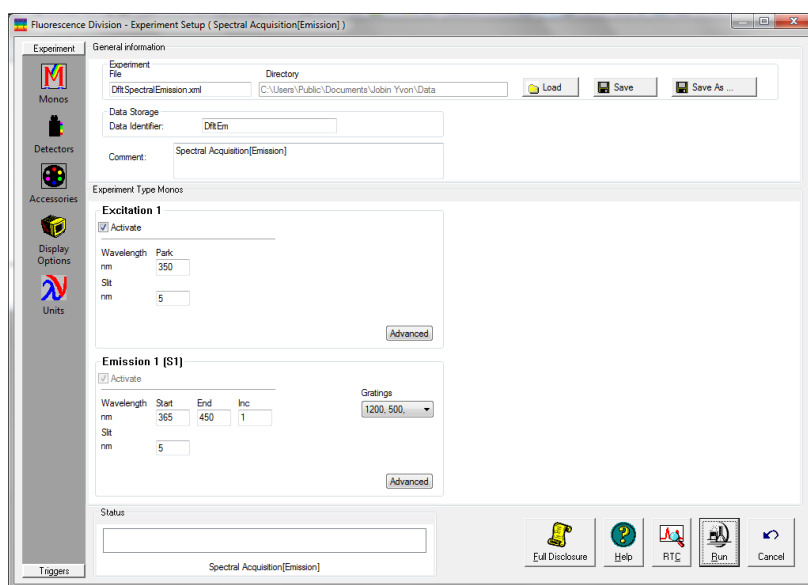 Fluorescence Division - Experiment Setup ( Spectral Acquisition[Emission] )
Experiment
General information
Monos
Detectors
Accessories
Display
Options
Units
Triggers
Experiment
File
Directory
DfltSpectralEmission.xml
C:\Users\Public\Documents\Jobin Yvon\Data
Load
Save
Save As ...
Data Storage
Data Identifier:
DfltEm
Comment:
Spectral Acquisition[Emission]
Experiment Type Monos
Excitation 1
Activate
Wavelength Park
nm 350
Slit
nm 5
Advanced
Emission 1 (S1)
Activate
Wavelength Start End Inc
nm 365 450 1
Slit
nm 5
Gratings
1200, 500,
Advanced
Status
Spectral Acquisition[Emission]
Full Disclosure
Help
RTC
Run
Cancel